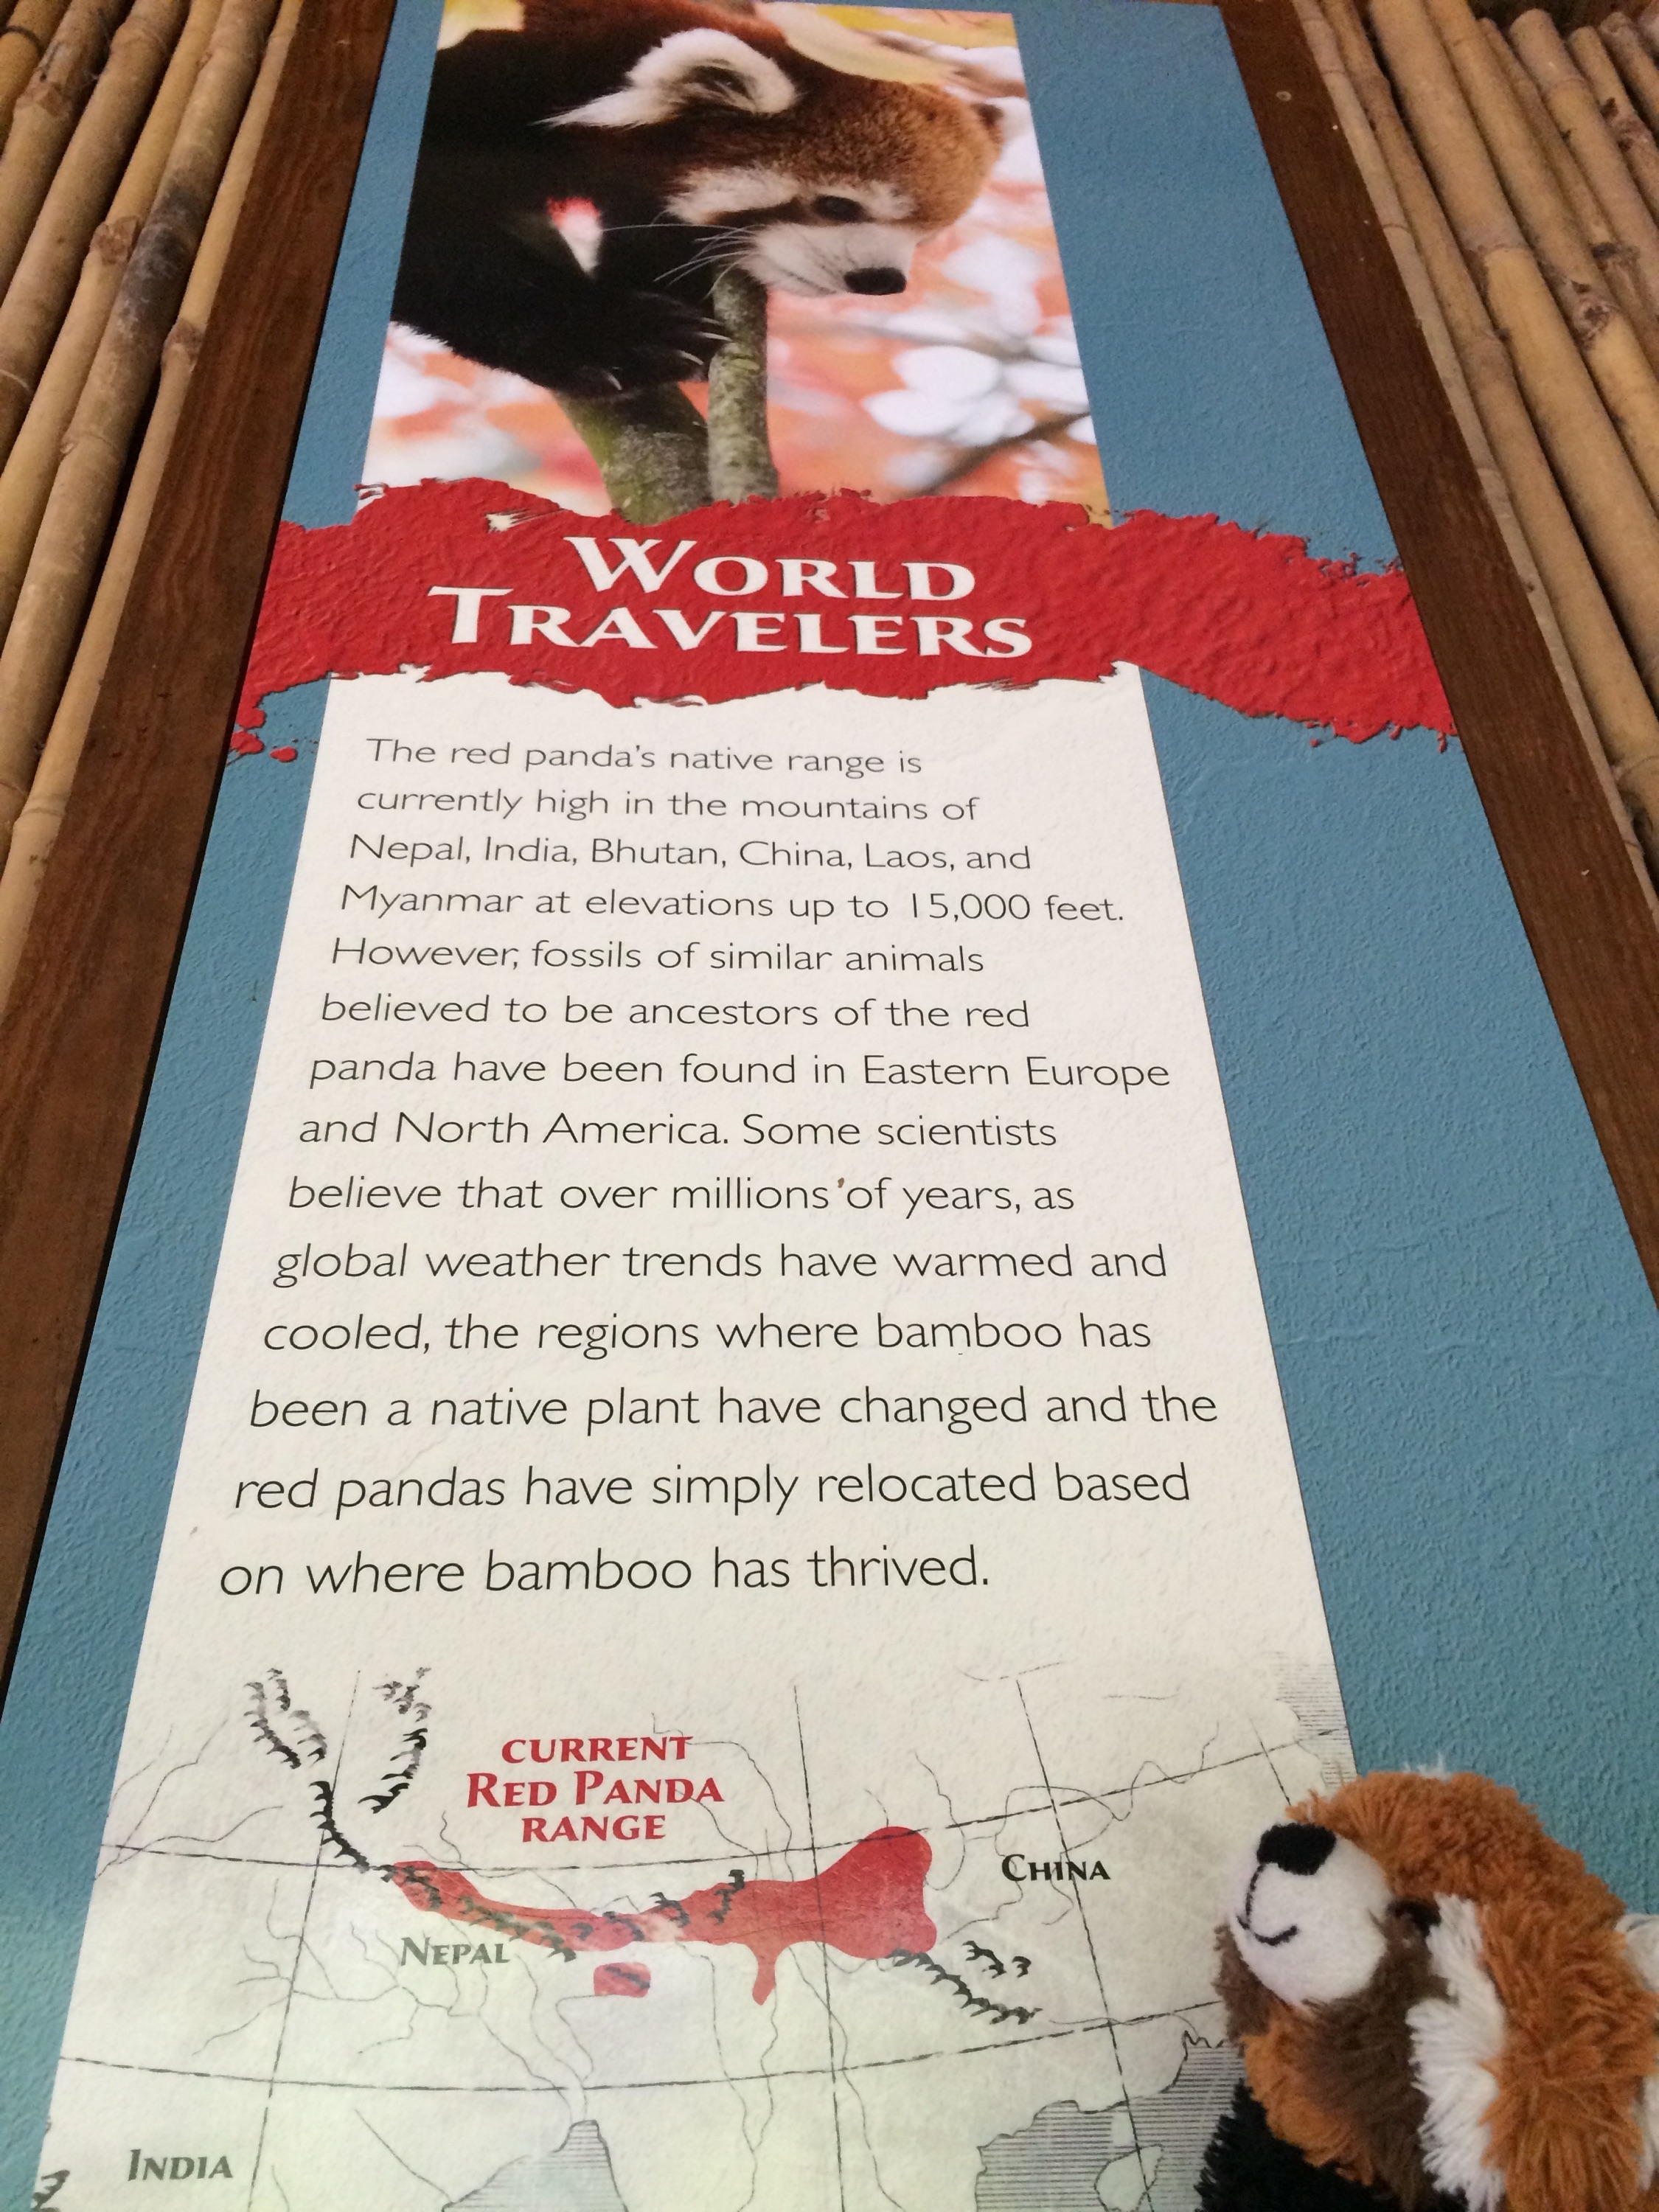 WORLD
TRAVELERS
The red panda's native range is
currently high in the mountains of
Nepal, India, Bhutan, China, Laos, and
Myanmar at elevations up to 15,000 feet.
However, fossils of similar animals
believed to be ancestors of the red
panda have been found in Eastern Europe
and North America. Some scientists
believe that over millions of years, as
global weather trends have warmed and
cooled, the regions where bamboo has
been a native plant have changed and the
red pandas have simply relocated based
on where bamboo has thrived.
CURRENT
RED PANDA
RANGE
CHINA
NEPAL
INDIA